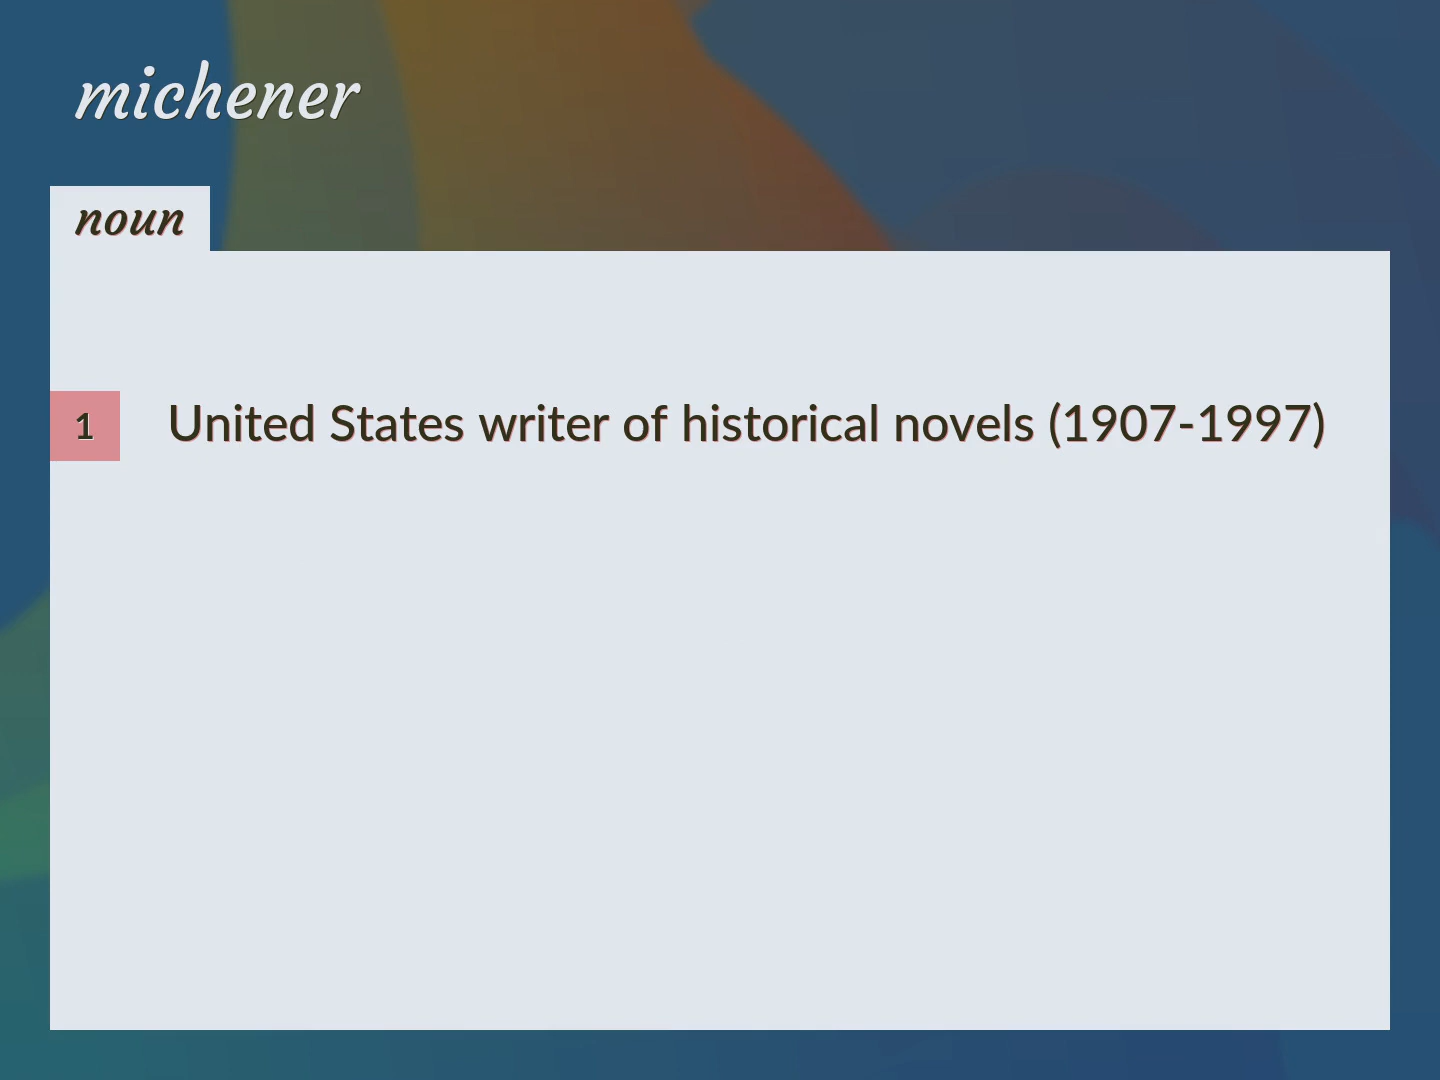 michener
noun
1 United States writer of historical novels (1907-1997)